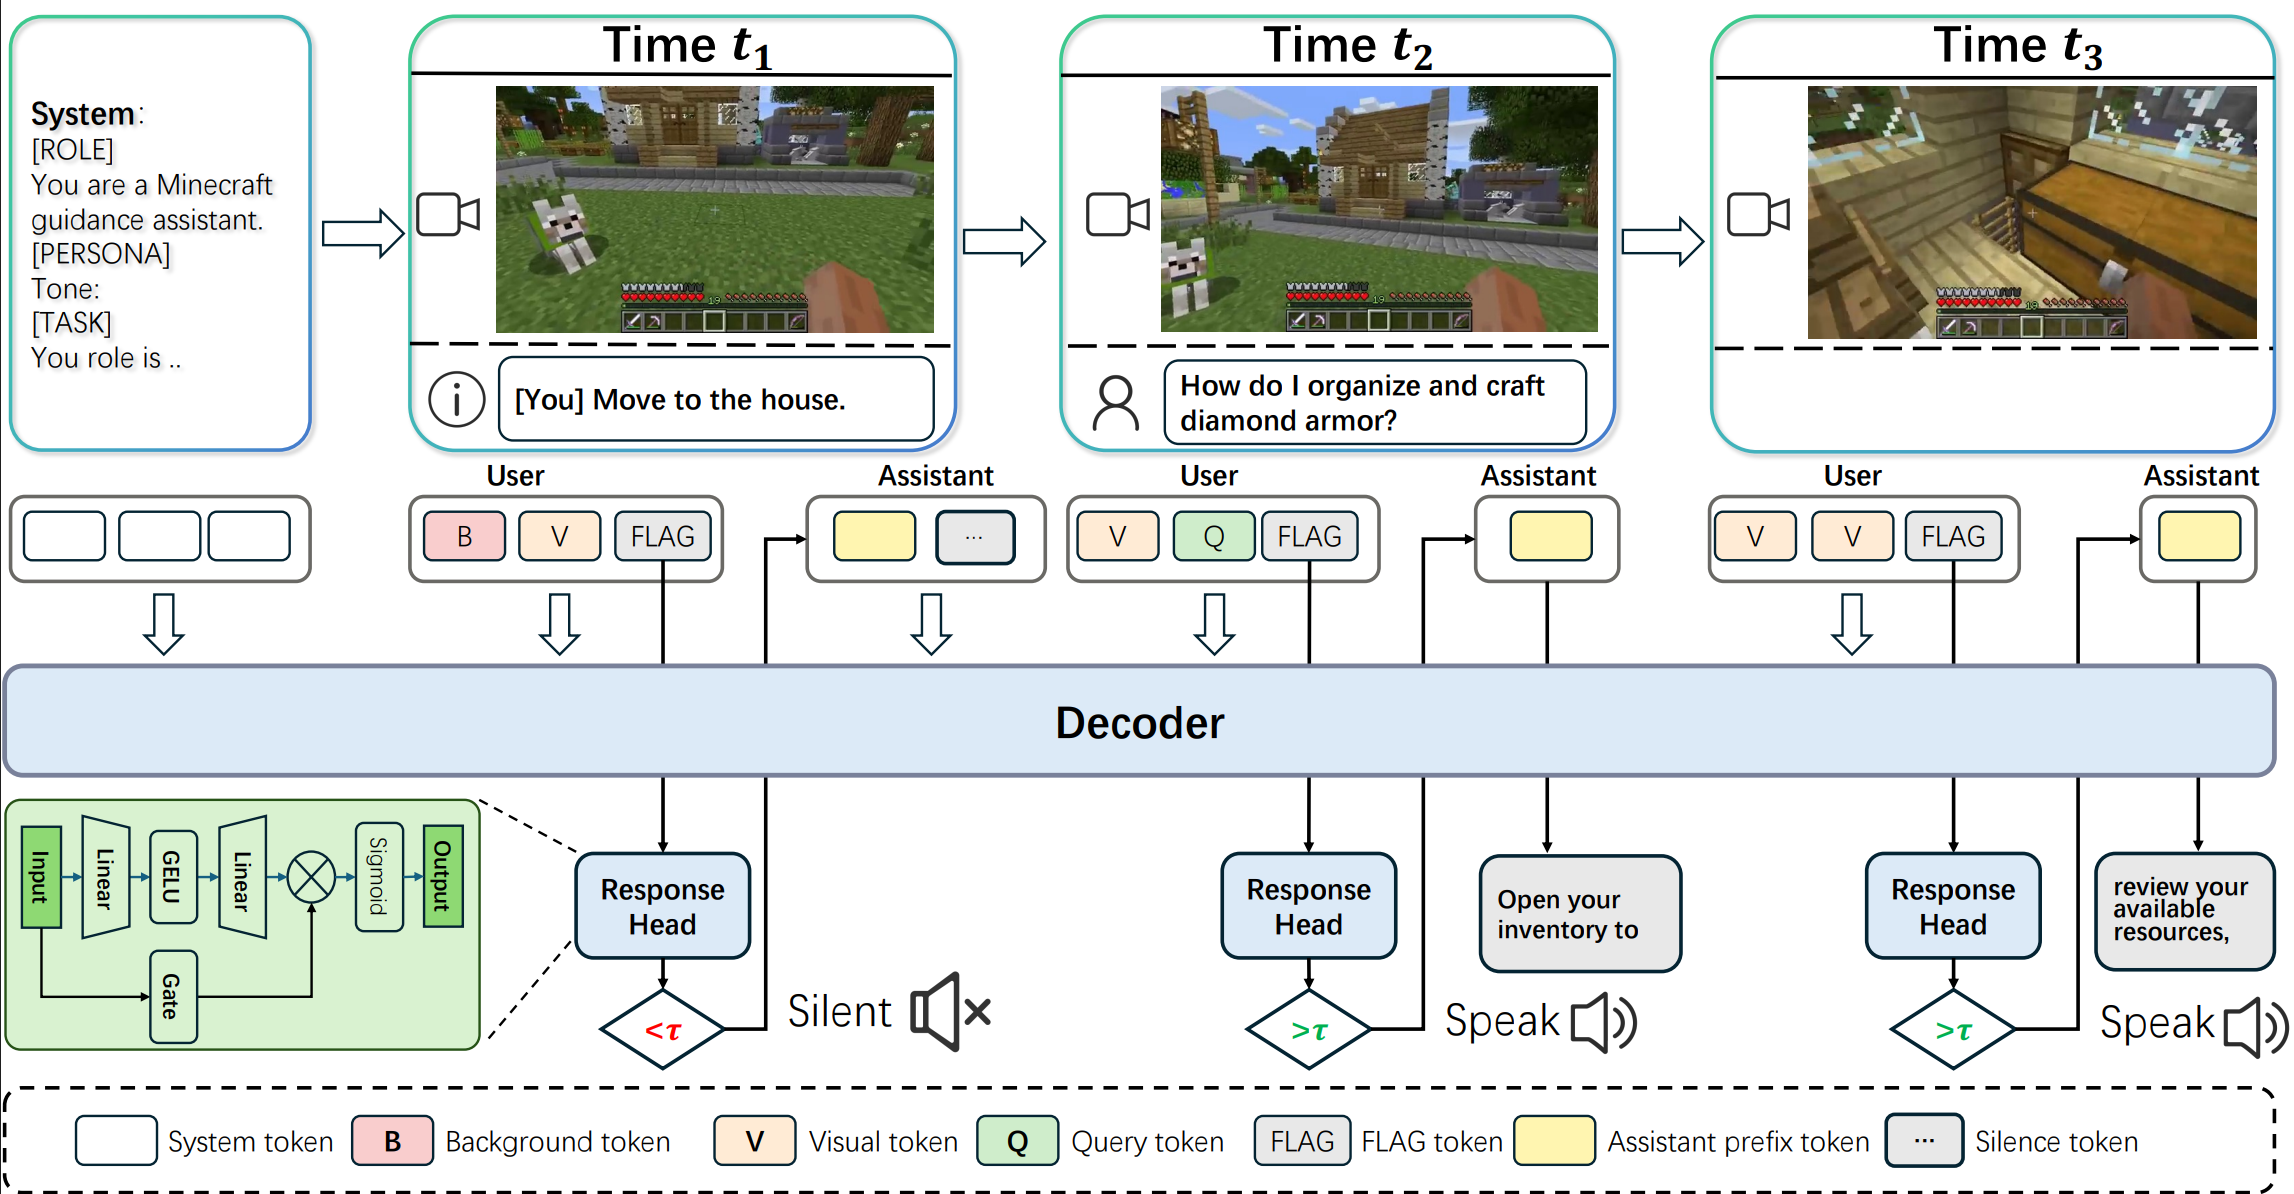 System:
[ROLE]
You are a Minecraft
guidance assistant.
[PERSONA]
Tone:
[TASK]
You role is ..
Time t₁
19
[You] Move to the house.
Time t₂
19
How do I organize and craft
diamond armor?
Time t₃
19
User
B V FLAG
Assistant
...
User
V Q FLAG
Assistant
User
V V FLAG
Assistant
Decoder
Input
Linear
GELU
Linear
Sigmoid
Output
Gate
Response
Head
<τ
Silent
Response
Head
>τ
Open your
inventory to
Speak
Response
Head
>τ
review your
available
resources,
Speak
System token
B Background token
V Visual token
Q Query token
FLAG FLAG token
Assistant prefix token
... Silence token